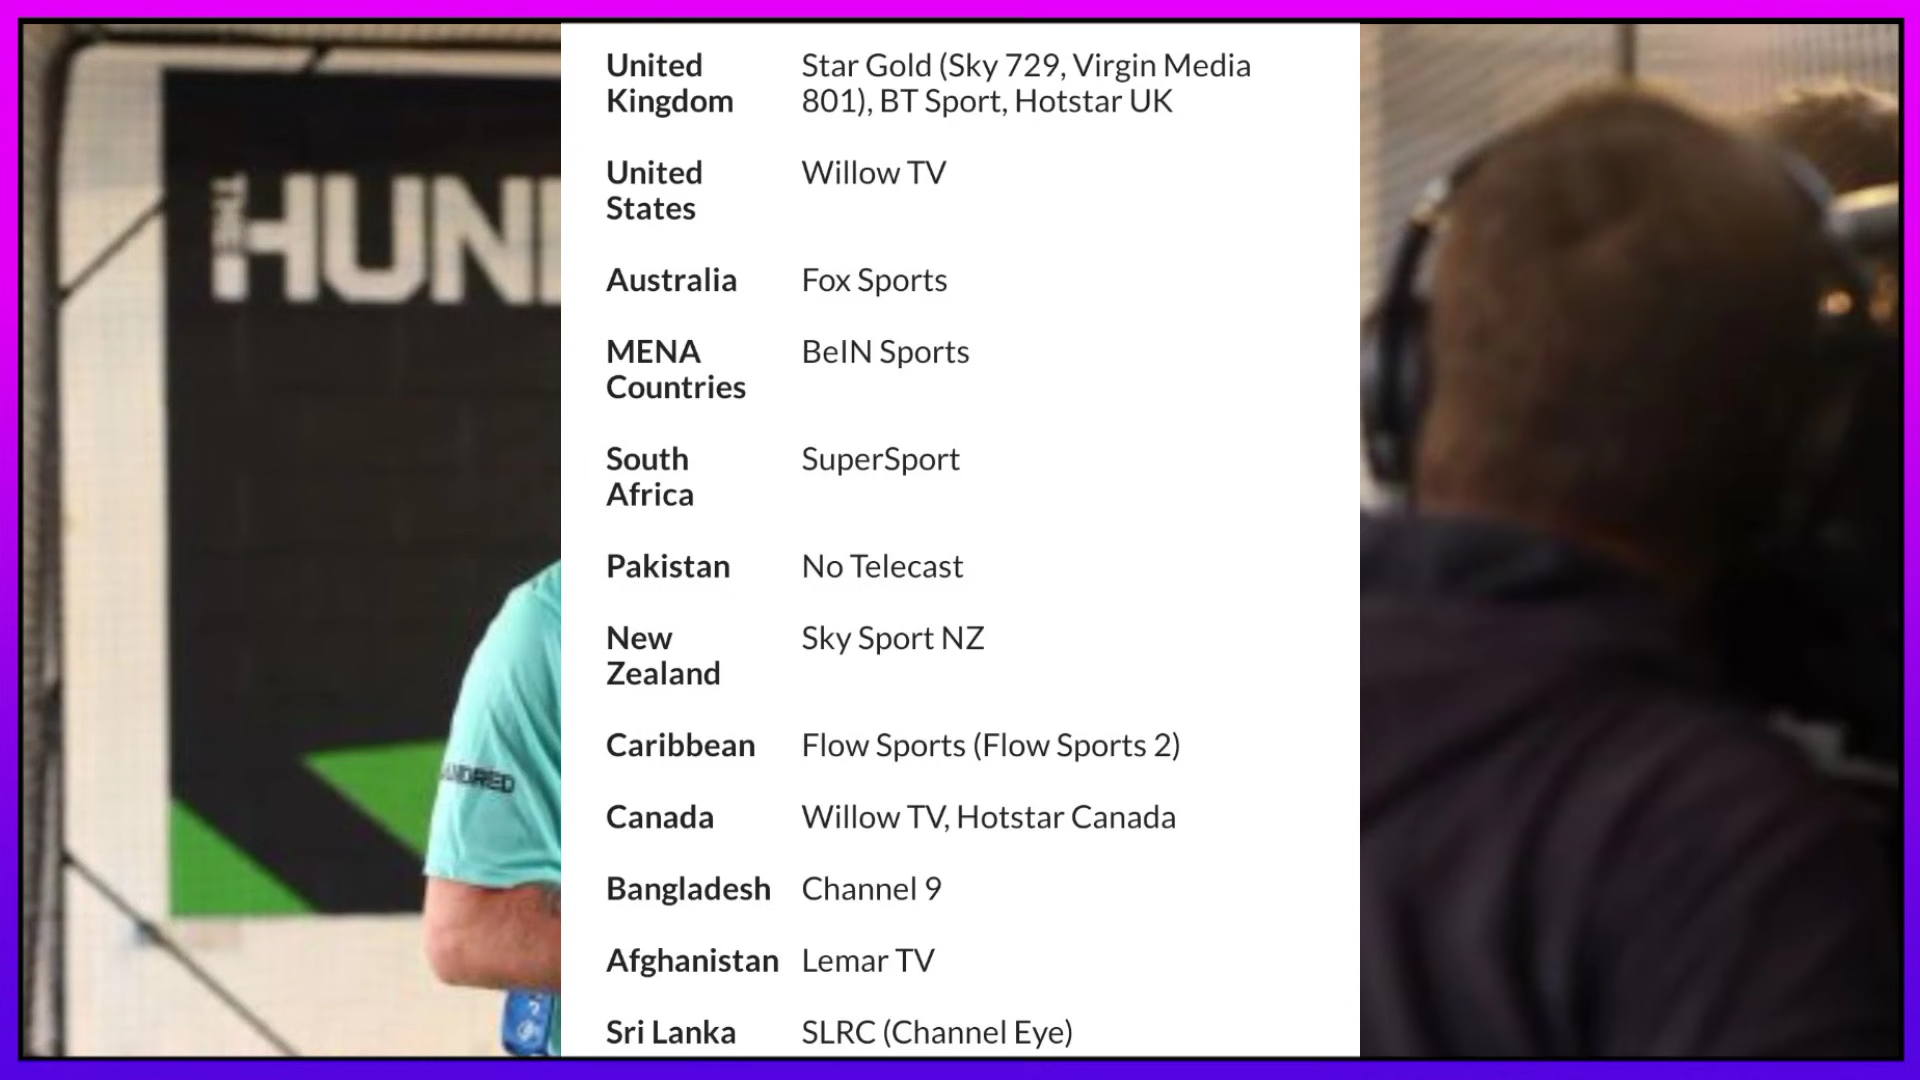 THE
HUN
United Star Gold (Sky 729, Virgin Media
Kingdom 801), BT Sport, Hotstar UK
United Willow TV
States
Australia Fox Sports
MENA BeIN Sports
Countries
South SuperSport
Africa
Pakistan No Telecast
New Sky Sport NZ
Zealand
Caribbean Flow Sports (Flow Sports 2)
Canada Willow TV, Hotstar Canada
Bangladesh Channel 9
Afghanistan Lemar TV
Sri Lanka SLRC (Channel Eye)